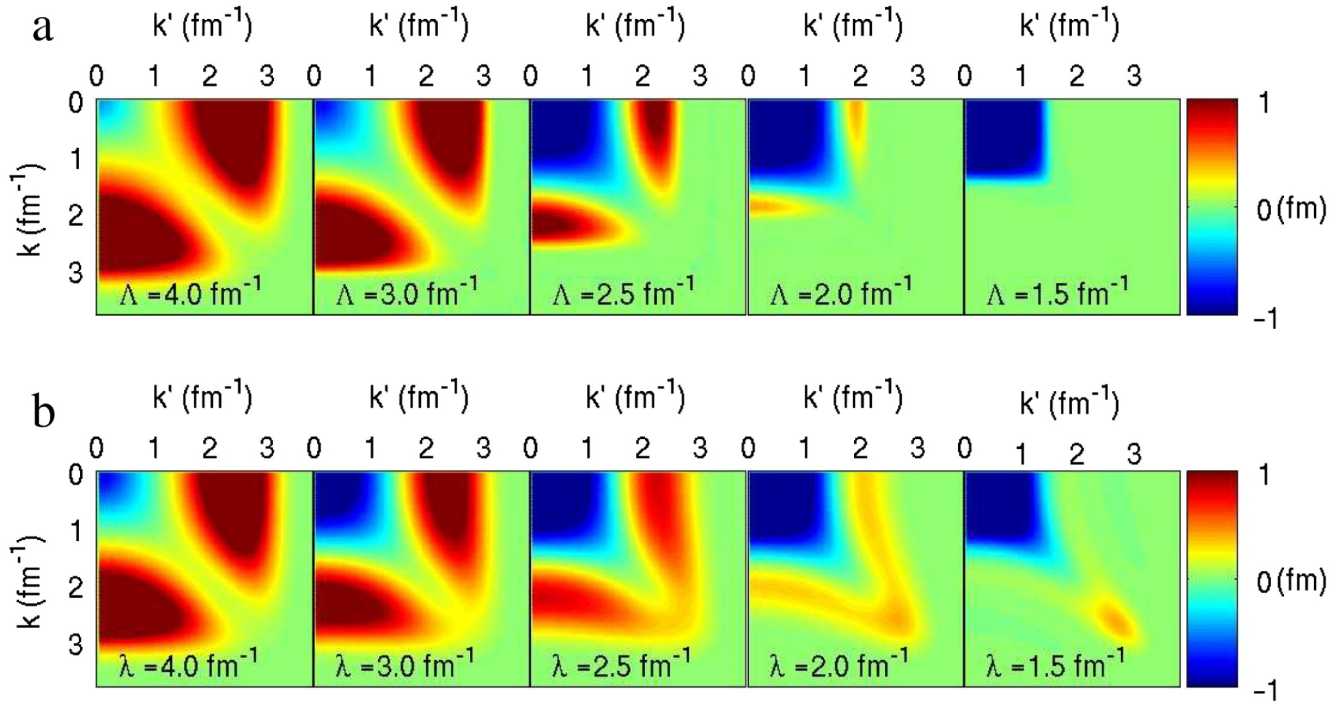 a
k' (fm⁻¹) k' (fm⁻¹) k' (fm⁻¹) k' (fm⁻¹) k' (fm⁻¹)
0 1 2 3 0 1 2 3 0 1 2 3 0 1 2 3 0 1 2 3
0
1
2
3
k (fm⁻¹)
Λ =4.0 fm⁻¹ Λ =3.0 fm⁻¹ Λ =2.5 fm⁻¹ Λ =2.0 fm⁻¹ Λ =1.5 fm⁻¹
1
0 (fm)
−1
b
k' (fm⁻¹) k' (fm⁻¹) k' (fm⁻¹) k' (fm⁻¹) k' (fm⁻¹)
0 1 2 3 0 1 2 3 0 1 2 3 0 1 2 3 0 1 2 3
0
1
2
3
k (fm⁻¹)
λ =4.0 fm⁻¹ λ =3.0 fm⁻¹ λ =2.5 fm⁻¹ λ =2.0 fm⁻¹ λ =1.5 fm⁻¹
1
0 (fm)
−1